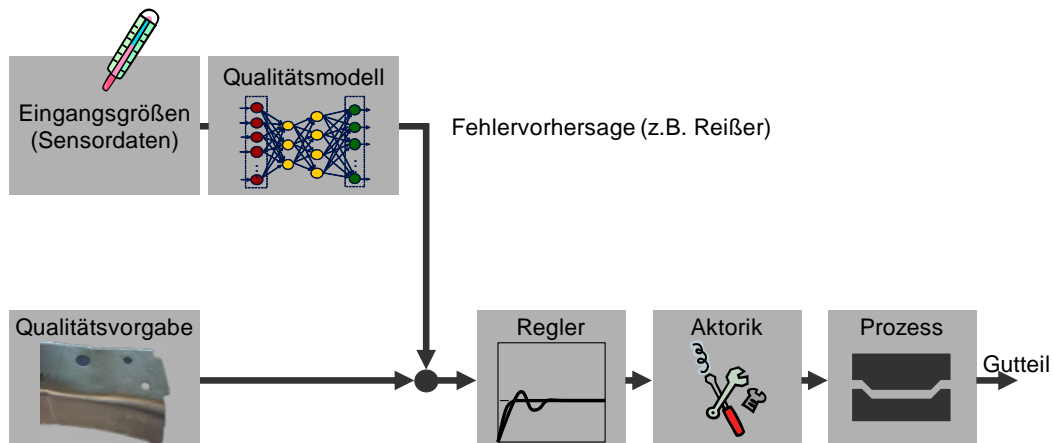 Eingangsgrößen
(Sensordaten)
Qualitätsmodell
Fehlervorhersage (z.B. Reißer)
Qualitätsvorgabe
Regler
Aktorik
Prozess
Gutteil